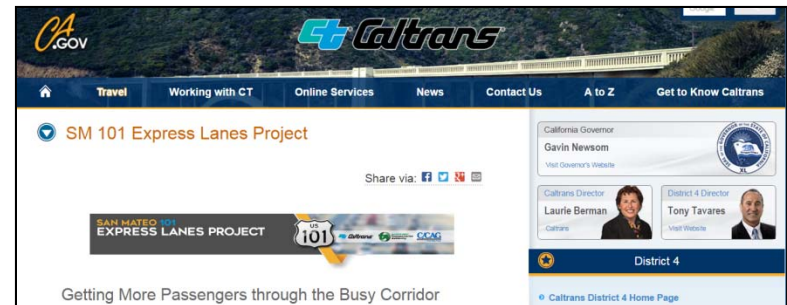 CA.GOV
Ct Caltrans
Travel Working with CT Online Services News Contact Us A to Z Get to Know Caltrans
SM 101 Express Lanes Project
Share via:
SAN MATEO 101
EXPRESS LANES PROJECT
US
101
Caltrans
C/CAG
Getting More Passengers through the Busy Corridor
California Governor
Gavin Newsom
Visit Governor's Website
Caltrans Director
Laurie Berman
Caltrans
District 4 Director
Tony Tavares
Visit Website
District 4
Caltrans District 4 Home Page